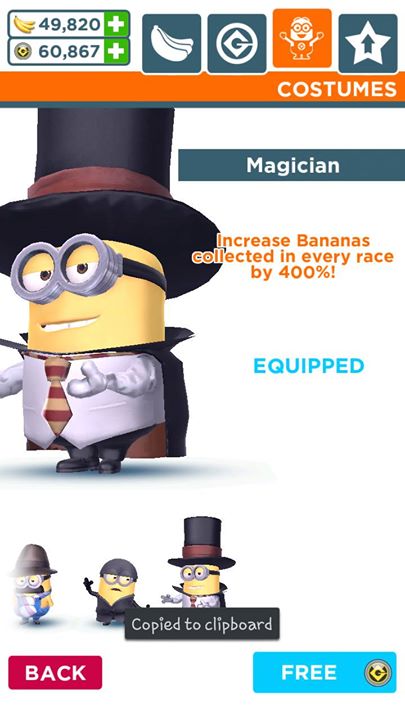 49,820
60,867
COSTUMES
Magician
Increase Bananas
collected in every race
by 400%!
EQUIPPED
Copied to clipboard
BACK
FREE